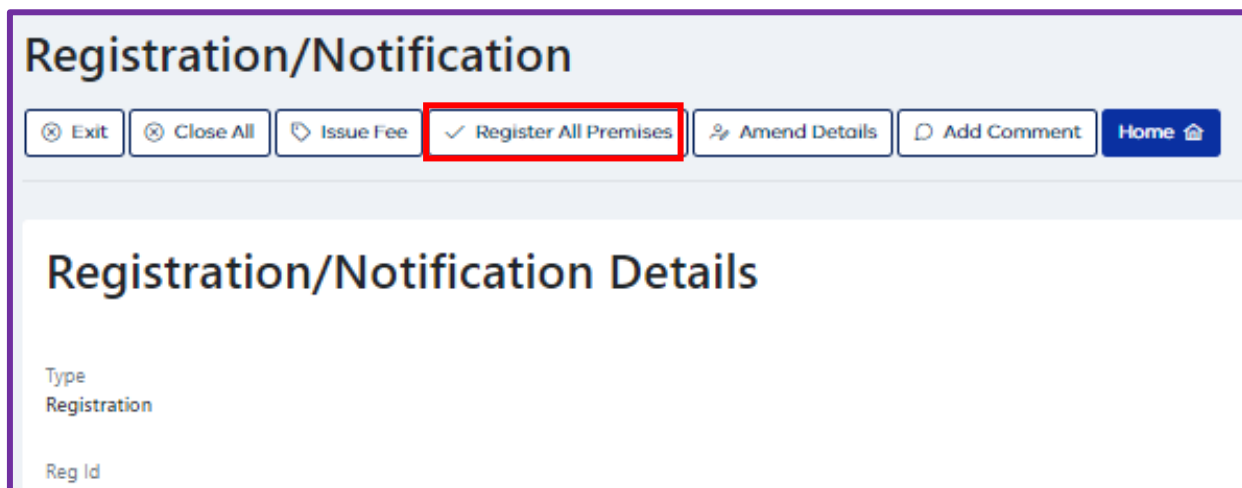 Registration/Notification
Exit Close All Issue Fee Register All Premises Amend Details Add Comment Home
Registration/Notification Details
Type
Registration
Reg Id